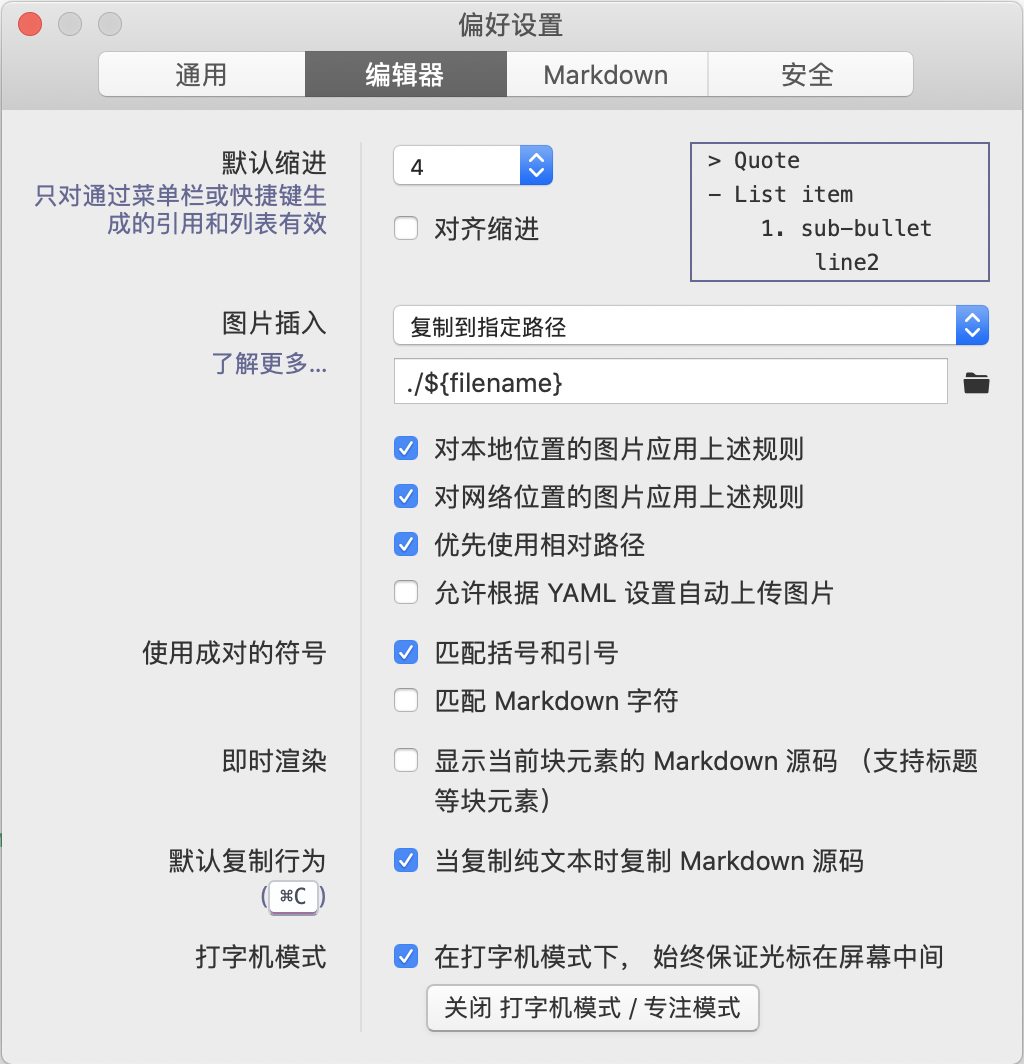 偏好设置
通用
编辑器
Markdown
安全
默认缩进
只对通过菜单栏或快捷键生
成的引用和列表有效
4
对齐缩进
> Quote
– List item
1. sub-bullet
line2
图片插入
了解更多...
复制到指定路径
./${filename}
对本地位置的图片应用上述规则
对网络位置的图片应用上述规则
优先使用相对路径
允许根据 YAML 设置自动上传图片
使用成对的符号
匹配括号和引号
匹配 Markdown 字符
即时渲染
显示当前块元素的 Markdown 源码 （支持标题
等块元素）
默认复制行为
(⌘C)
当复制纯文本时复制 Markdown 源码
打字机模式
在打字机模式下， 始终保证光标在屏幕中间
关闭 打字机模式 / 专注模式